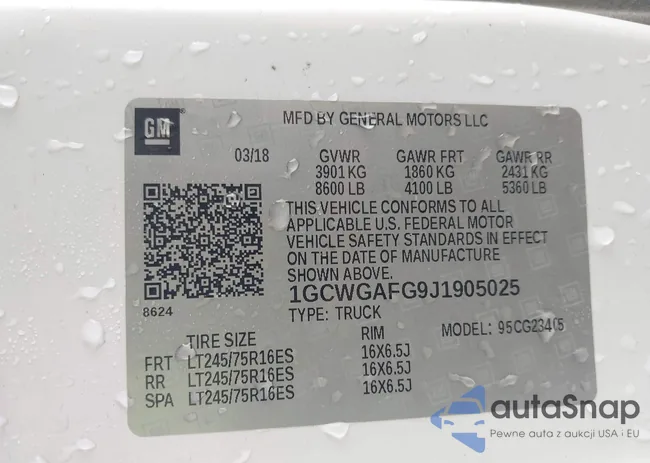 GM
MFD BY GENERAL MOTORS LLC
03/18 GVWR GAWR FRT GAWR RR
3901 KG 1860 KG 2431 KG
8600 LB 4100 LB 5360 LB
THIS VEHICLE CONFORMS TO ALL
APPLICABLE U.S. FEDERAL MOTOR
VEHICLE SAFETY STANDARDS IN EFFECT
ON THE DATE OF MANUFACTURE
SHOWN ABOVE.
1GCWGAFG9J1905025
8624
TYPE: TRUCK MODEL: 95CG23405
TIRE SIZE RIM
FRT LT245/75R16ES 16X6.5J
RR LT245/75R16ES 16X6.5J
SPA LT245/75R16ES 16X6.5J
autaSnap
Pewne auta z aukcji USA i EU